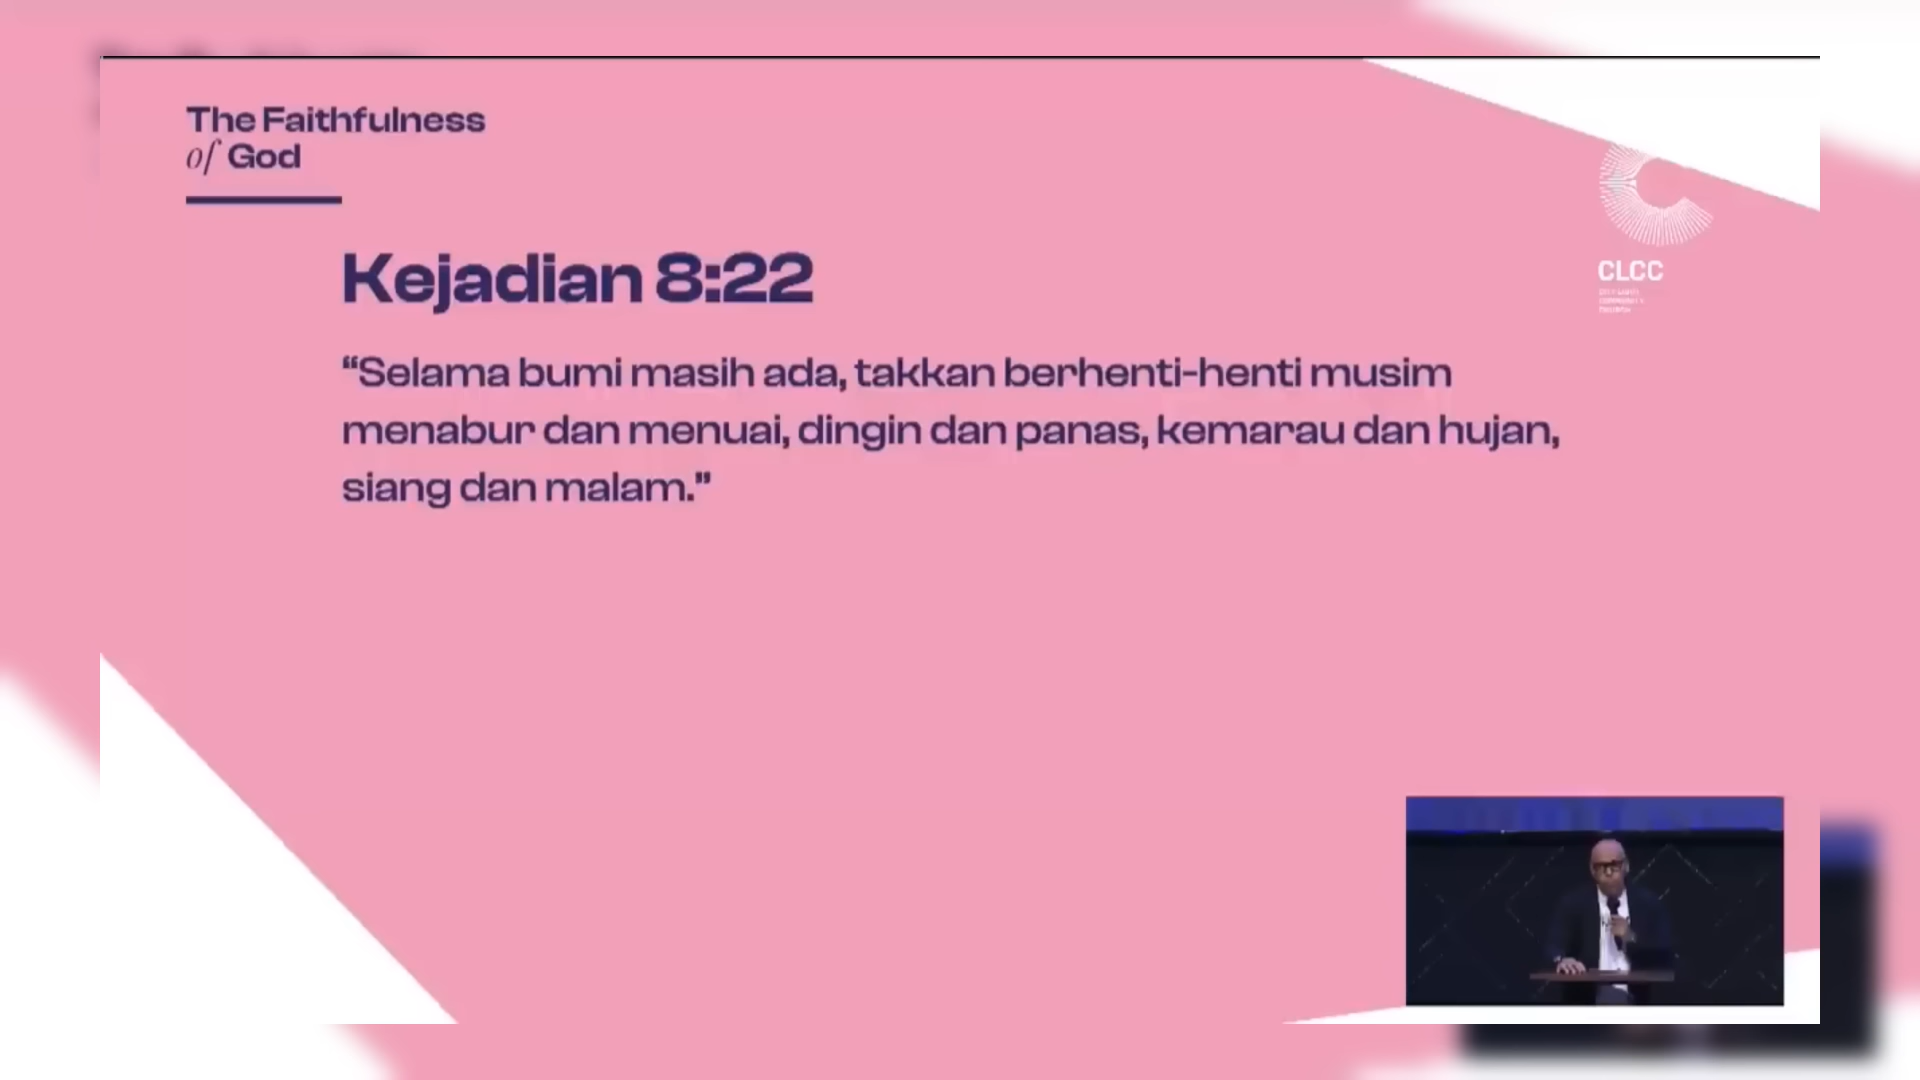 The Faithfulness
of God
Kejadian 8:22
“Selama bumi masih ada, takkan berhenti-henti musim
menabur dan menuai, dingin dan panas, kemarau dan hujan,
siang dan malam.”
CLCC